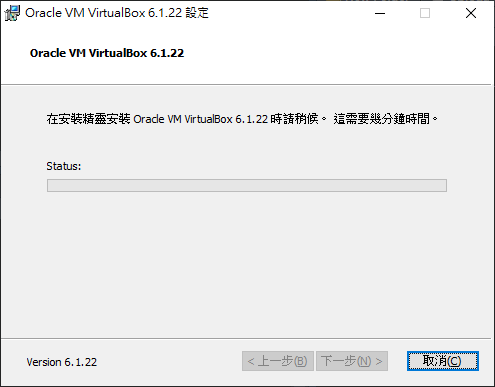 Oracle VM VirtualBox 6.1.22 設定
Oracle VM VirtualBox 6.1.22
在安裝精靈安裝 Oracle VM VirtualBox 6.1.22 時請稍候。 這需要幾分鐘時間。
Status:
Version 6.1.22
< 上一步(B)
下一步(N) >
取消(C)